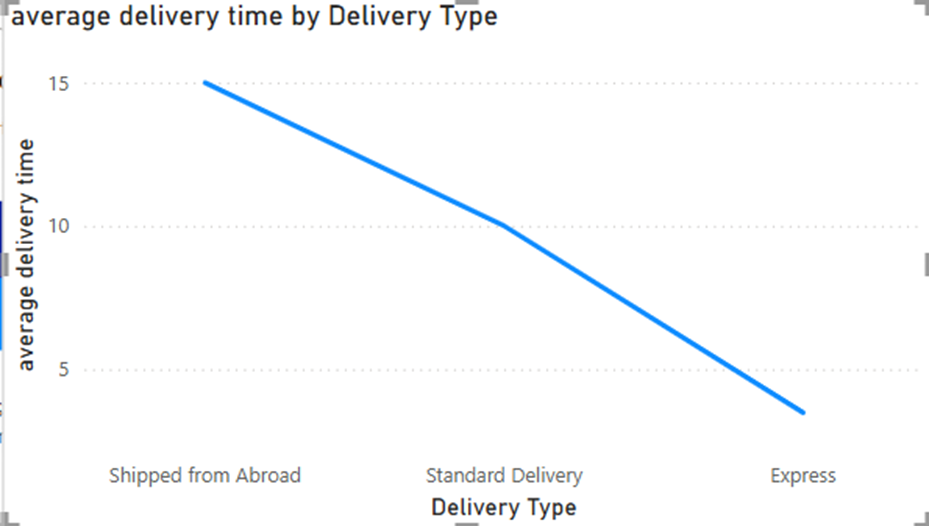 average delivery time by Delivery Type
15
10
5
average delivery time
Shipped from Abroad
Standard Delivery
Express
Delivery Type